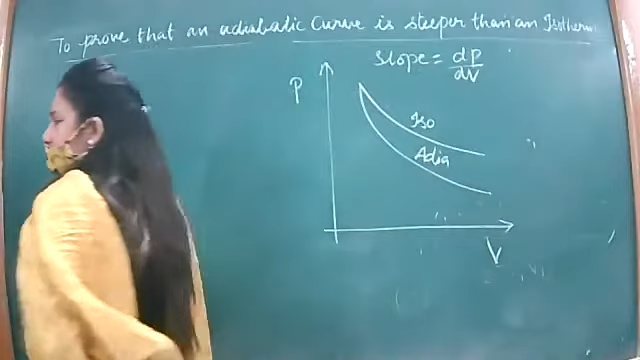 To prove that an adiabatic Curve is steeper than an Isotherm
slope = dP
dV
P
Iso
Adia
V